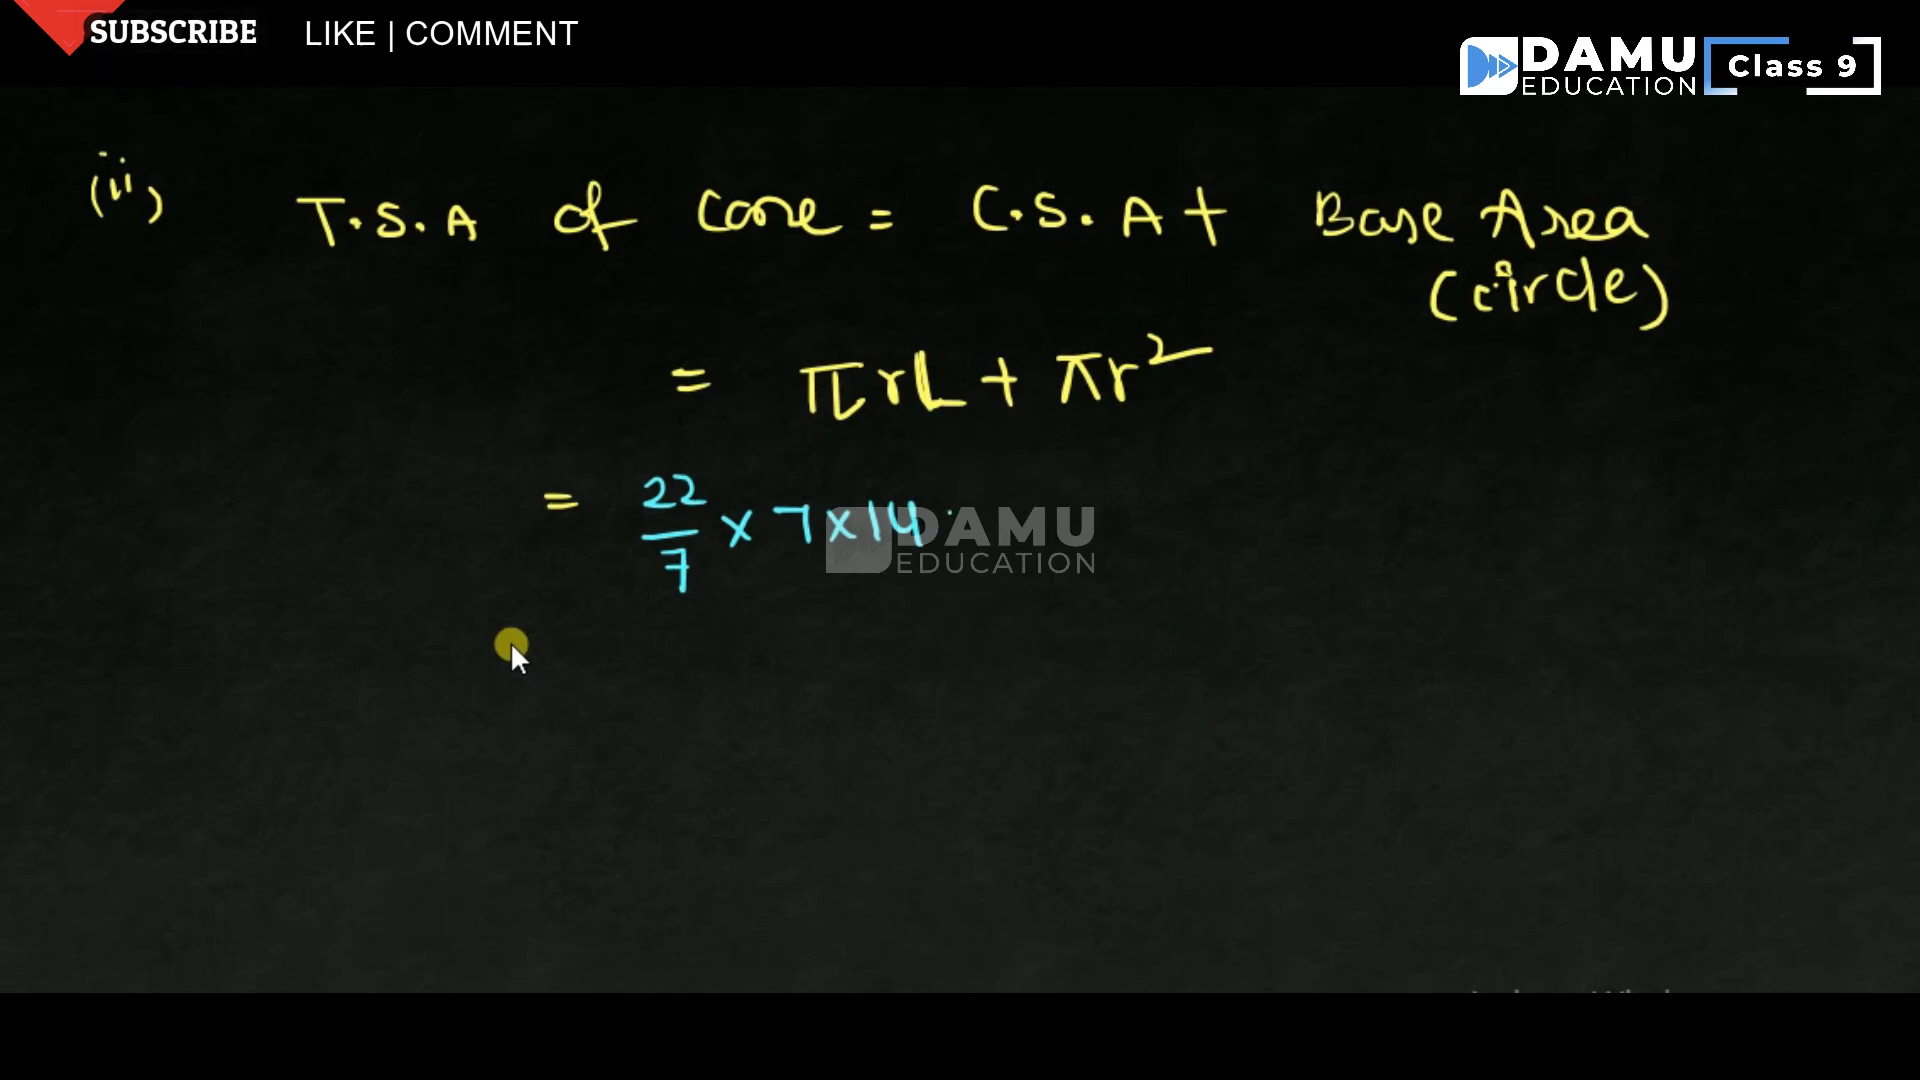 SUBSCRIBE LIKE | COMMENT
DAMU EDUCATION Class 9
(ii) T.S.A of Cone = C.S.A + Base Area
(circle)
= πrL + πr²
= 22/7 × 7 × 14
DAMU
EDUCATION